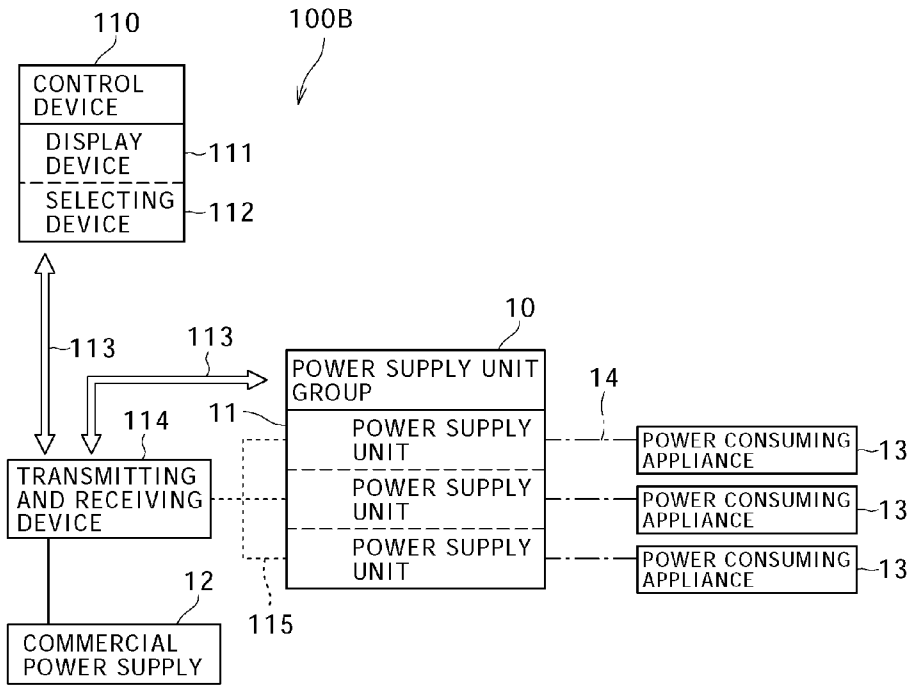 110
100B
CONTROL
DEVICE
DISPLAY
DEVICE
111
SELECTING
DEVICE
112
113
113
10
POWER SUPPLY UNIT
GROUP
11
POWER SUPPLY
UNIT
POWER SUPPLY
UNIT
POWER SUPPLY
UNIT
14
POWER CONSUMING
APPLIANCE
13
POWER CONSUMING
APPLIANCE
13
POWER CONSUMING
APPLIANCE
13
114
TRANSMITTING
AND RECEIVING
DEVICE
115
12
COMMERCIAL
POWER SUPPLY